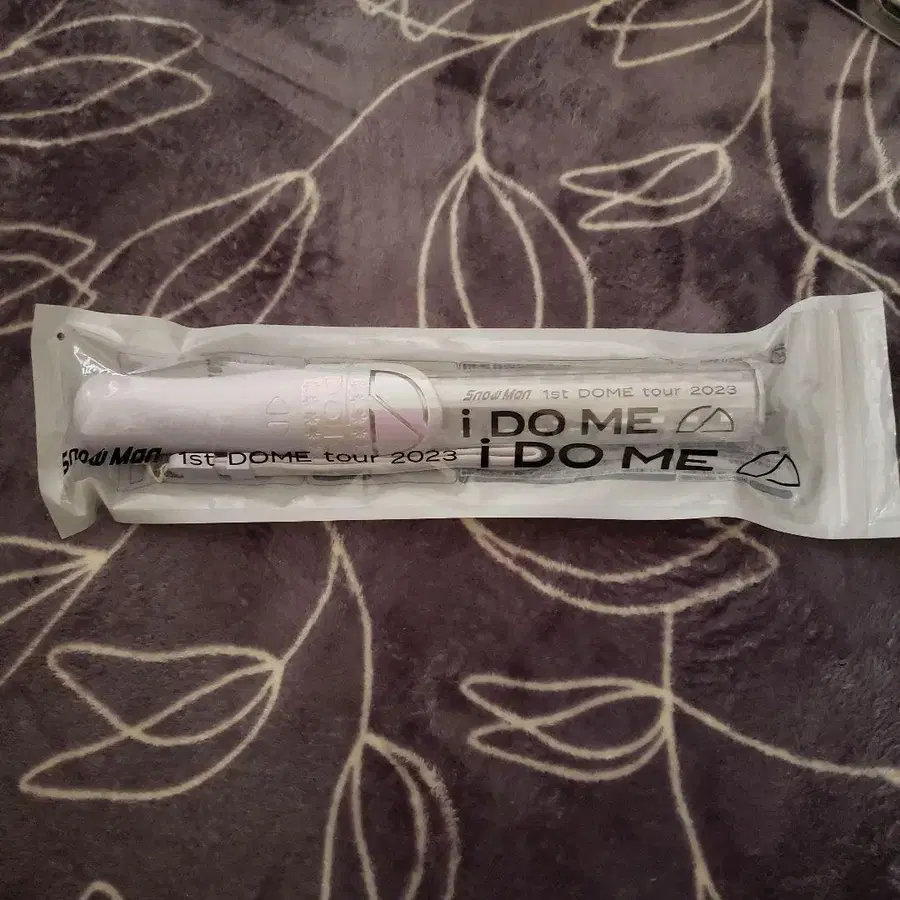 Snow Man 1st DOME tour 2023
i DO ME
Snow Man 1st DOME tour 2023 i DO ME